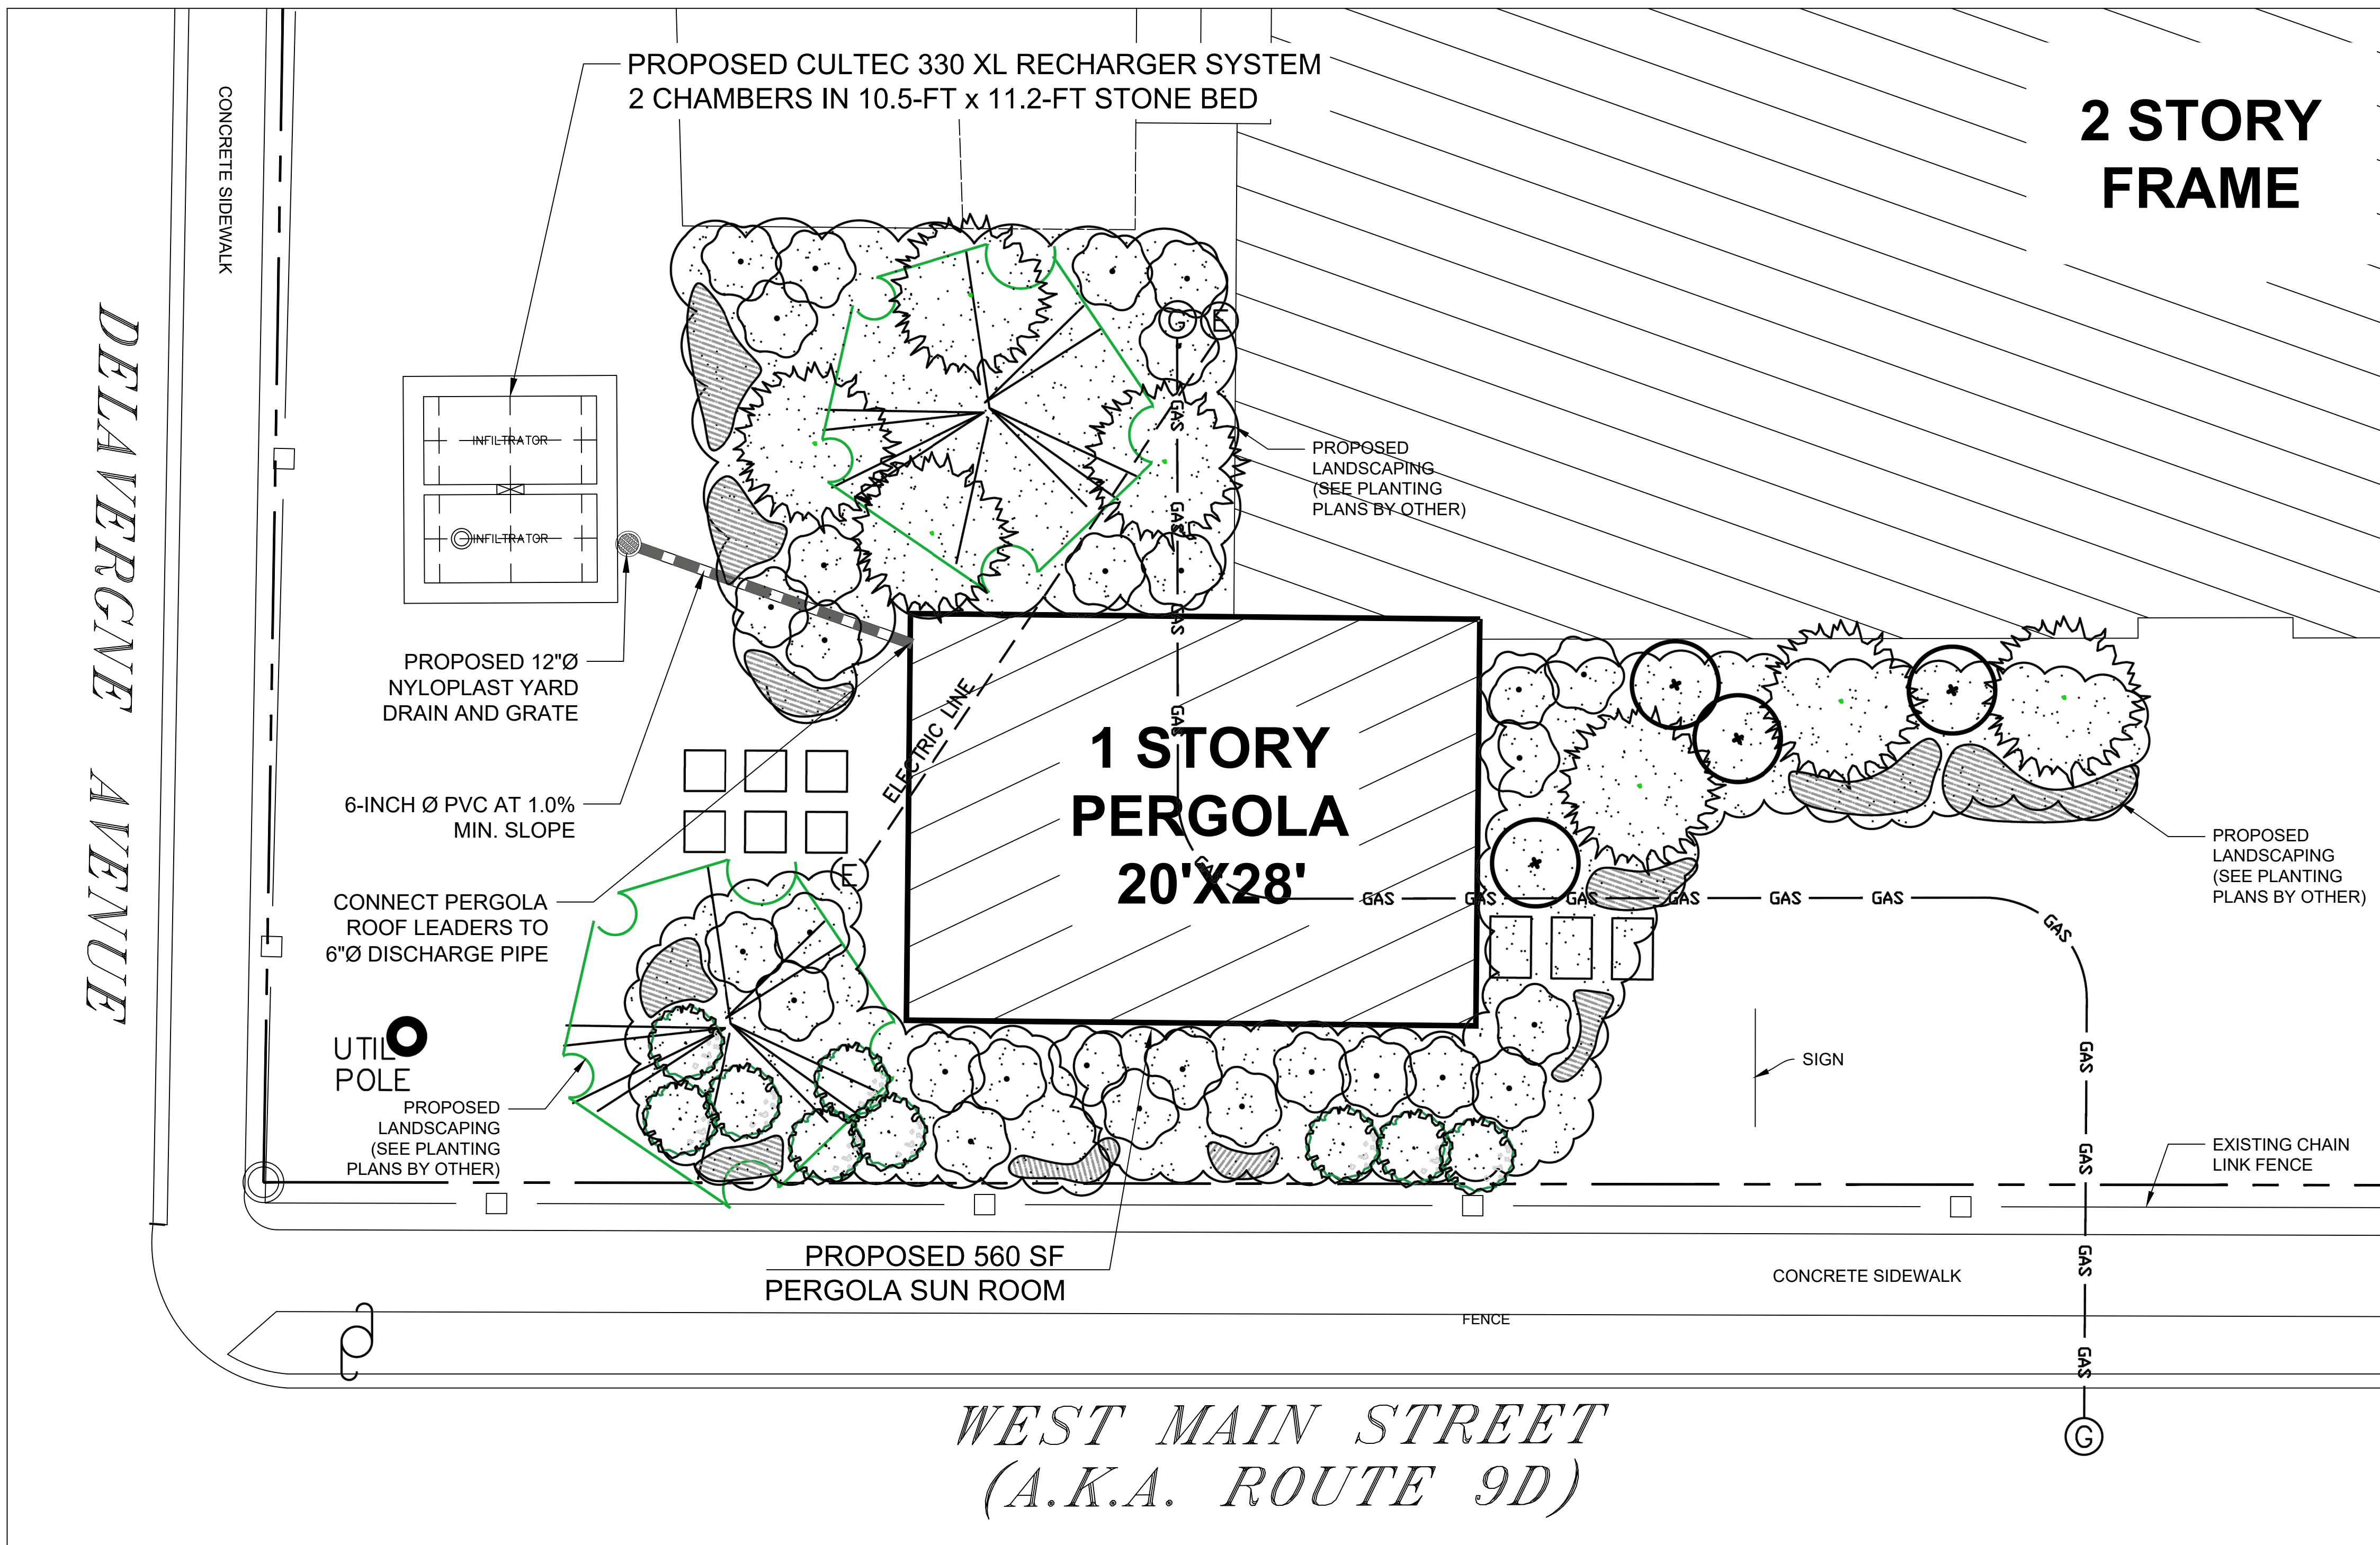 PROPOSED CULTEC 330 XL RECHARGER SYSTEM
2 CHAMBERS IN 10.5-FT x 11.2-FT STONE BED
2 STORY
FRAME
CONCRETE SIDEWALK
DELAVERGNE AVENUE
INFILTRATOR
INFILTRATOR
G
E
GAS
GAS
GAS
GAS
PROPOSED
LANDSCAPING
(SEE PLANTING
PLANS BY OTHER)
PROPOSED 12"Ø
NYLOPLAST YARD
DRAIN AND GRATE
6-INCH Ø PVC AT 1.0%
MIN. SLOPE
CONNECT PERGOLA
ROOF LEADERS TO
6"Ø DISCHARGE PIPE
ELECTRIC LINE
E
1 STORY
PERGOLA
20'X28'
GAS
GAS
GAS
GAS
GAS
GAS
GAS
GAS
PROPOSED
LANDSCAPING
(SEE PLANTING
PLANS BY OTHER)
UTIL
POLE
PROPOSED
LANDSCAPING
(SEE PLANTING
PLANS BY OTHER)
SIGN
GAS
GAS
GAS
GAS
EXISTING CHAIN
LINK FENCE
PROPOSED 560 SF
PERGOLA SUN ROOM
CONCRETE SIDEWALK
FENCE
G
WEST MAIN STREET
(A.K.A. ROUTE 9D)